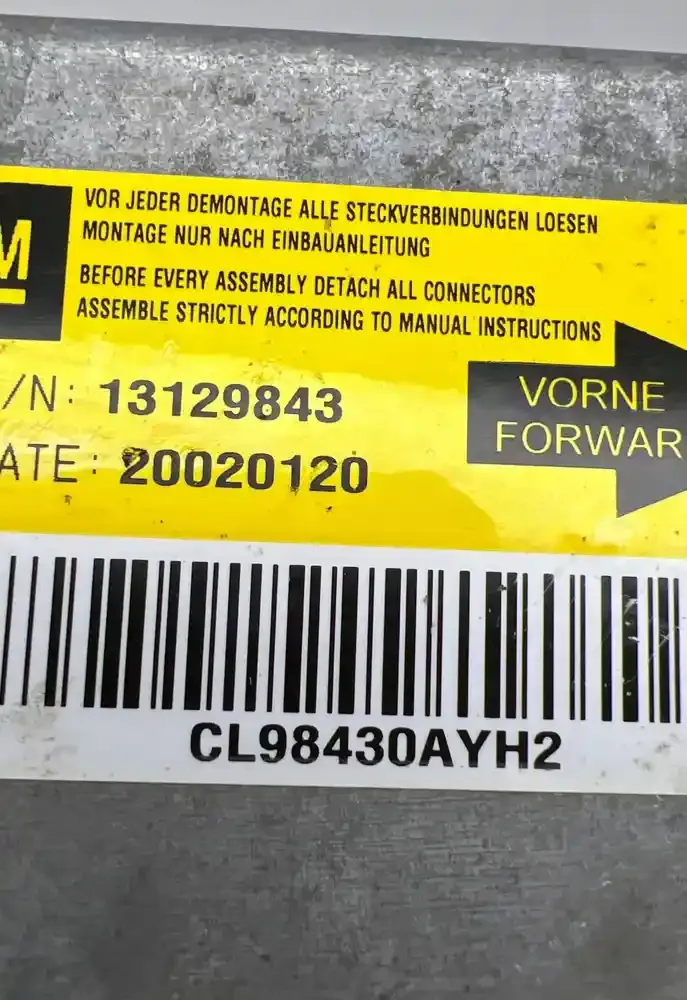 M
VOR JEDER DEMONTAGE ALLE STECKVERBINDUNGEN LOESEN
MONTAGE NUR NACH EINBAUANLEITUNG
BEFORE EVERY ASSEMBLY DETACH ALL CONNECTORS
ASSEMBLE STRICTLY ACCORDING TO MANUAL INSTRUCTIONS
/N: 13129843
VORNE
FORWAR
ATE: 20020120
CL98430AYH2